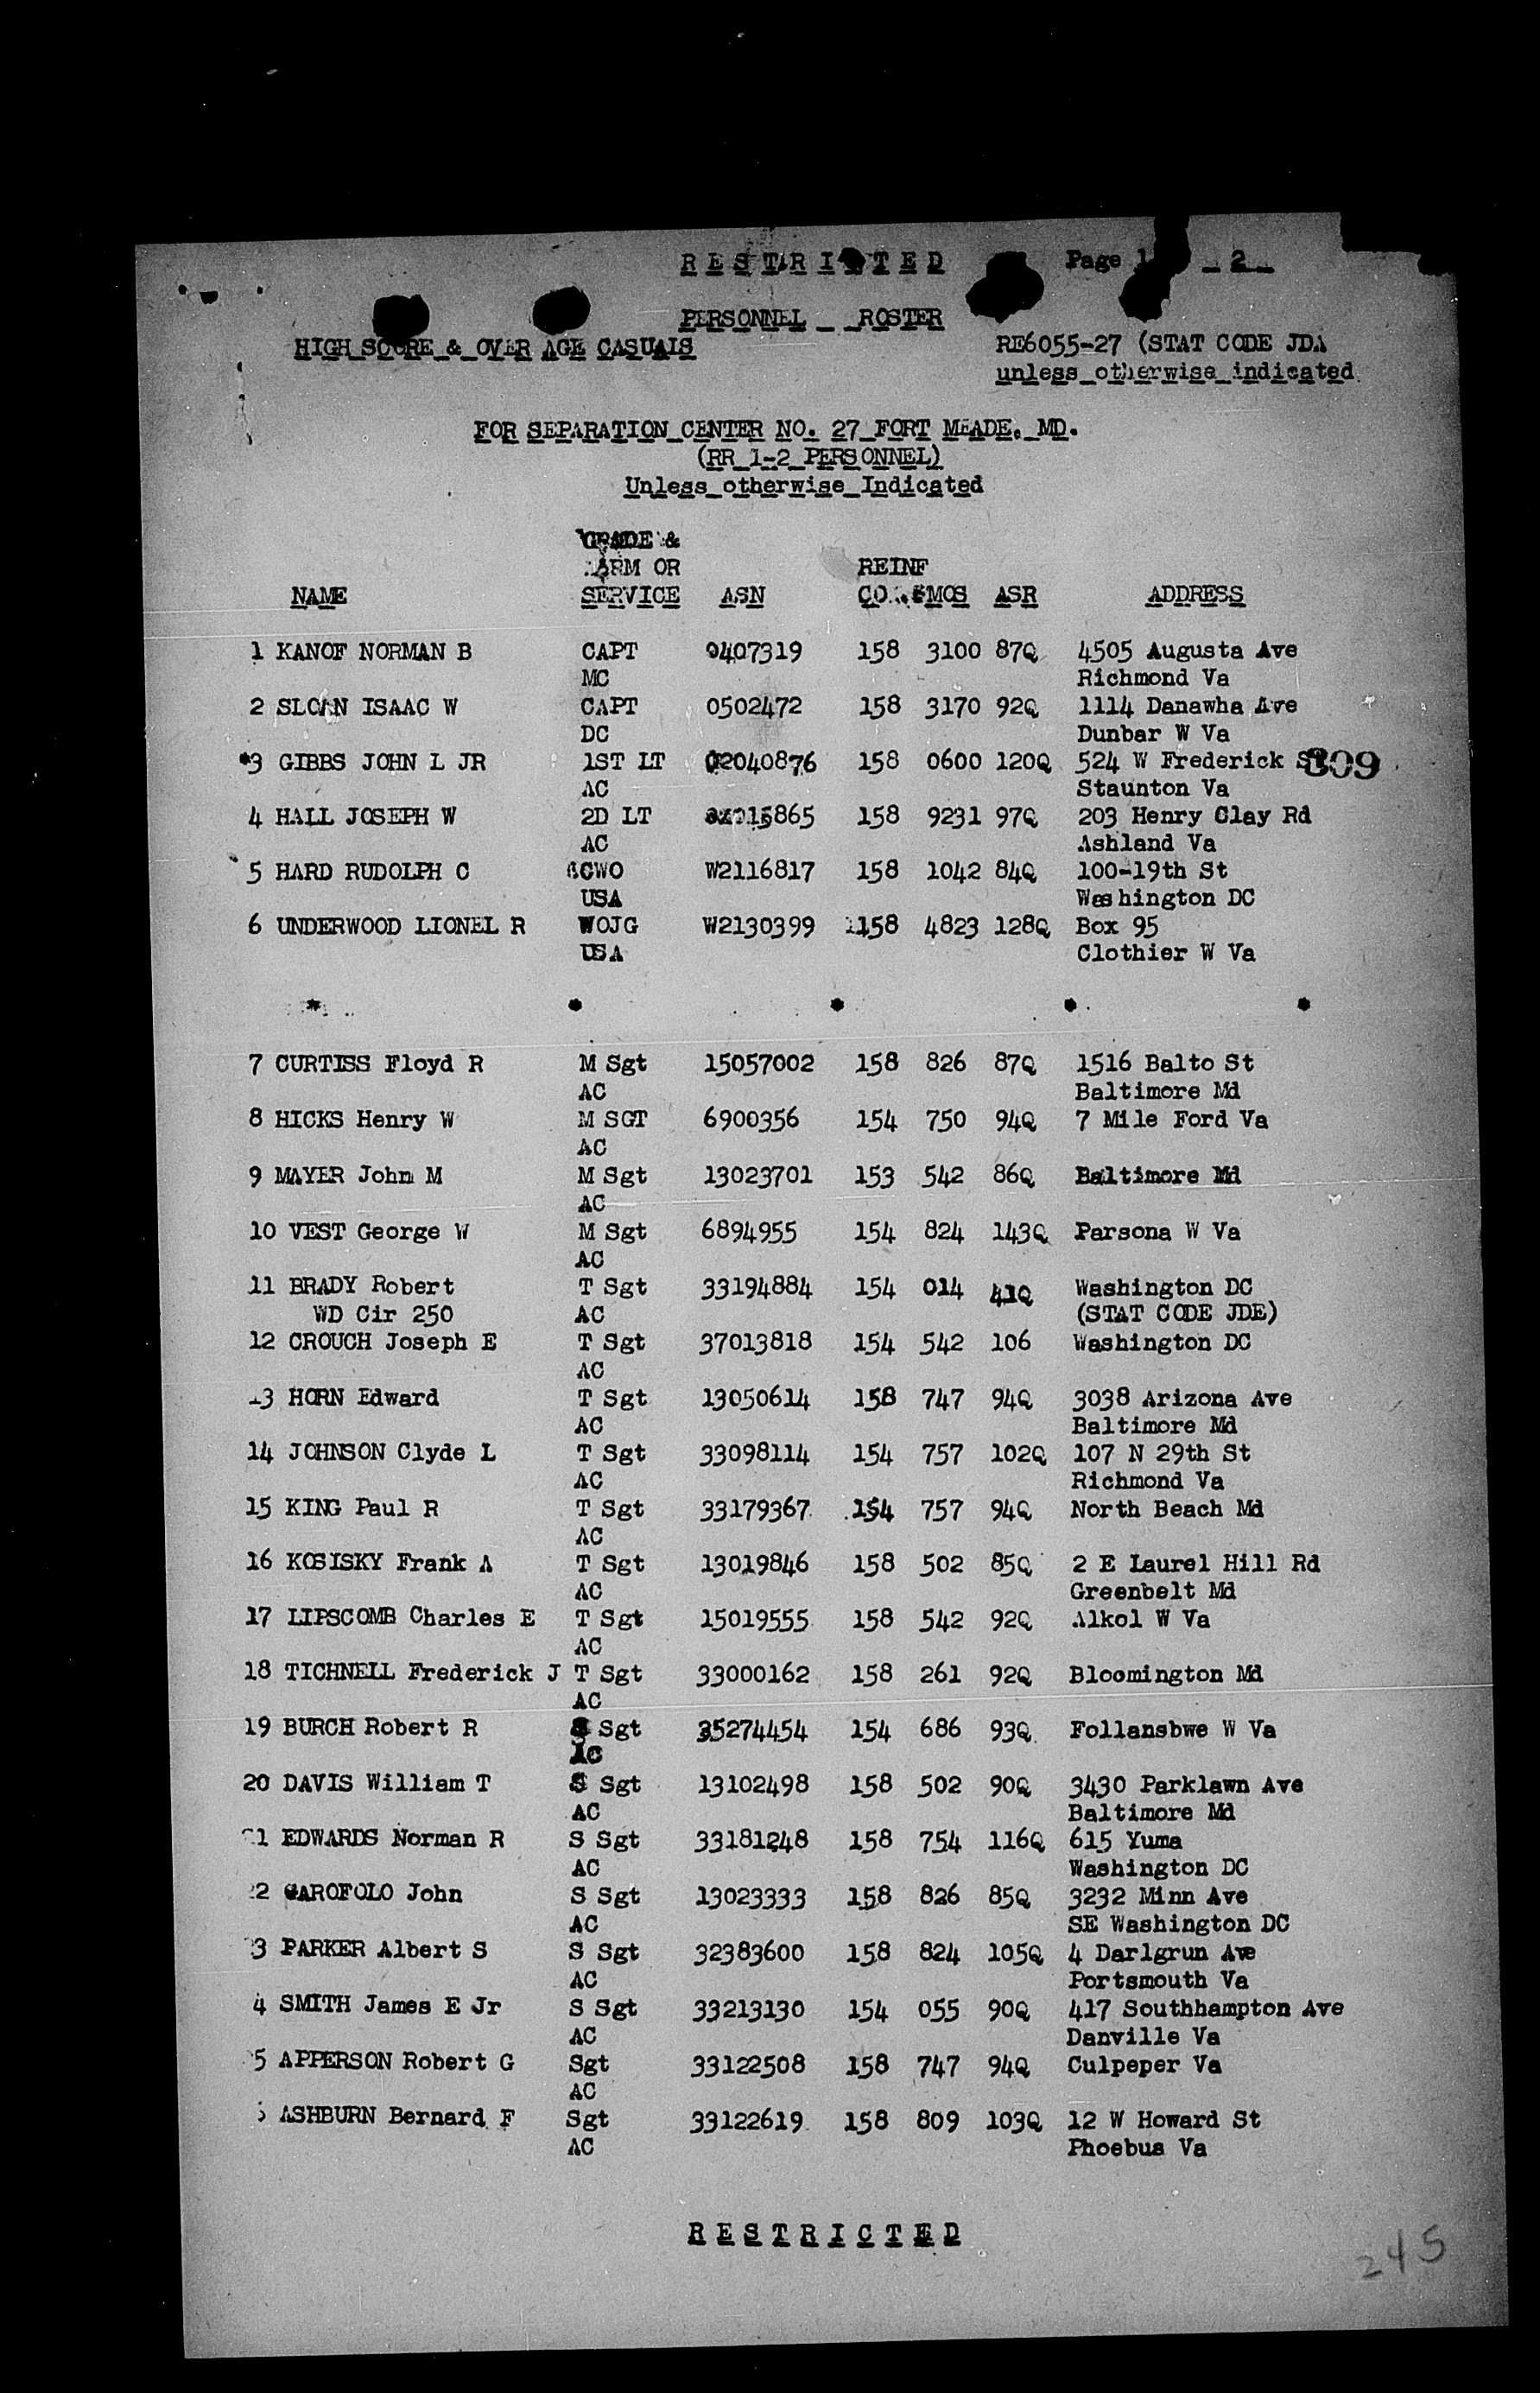 RESTRICTED Page 1 2
PERSONNEL ROSTER
HIGH SCORE & OVER AGE CASUALS RE6055-27 (STAT CODE JDA
unless otherwise indicated
FOR SEPARATION CENTER NO. 27 FORT MEADE, MD.
(RR 1-2 PERSONNEL)
Unless otherwise Indicated
GRADE &
ARM OR REINF
NAME SERVICE ASN CO. MOS ASR ADDRESS
1 KANOF NORMAN B CAPT 0407319 158 3100 87Q 4505 Augusta Ave
MC Richmond Va
2 SLOAN ISAAC W CAPT 0502472 158 3170 92Q 1114 Danawha Ave
DC Dunbar W Va
*3 GIBBS JOHN L JR 1ST LT 02040876 158 0600 120Q 524 W Frederick St 309
AC Staunton Va
4 HALL JOSEPH W 2D LT 158 9231 97Q 203 Henry Clay Rd
AC Ashland Va
5 HARD RUDOLPH C CWO W2116817 158 1042 84Q 100-19th St
USA Washington DC
6 UNDERWOOD LIONEL R WOJG W2130399 158 4823 128Q Box 95
USA Clothier W Va
* * * * *
7 CURTISS Floyd R M Sgt 15057002 158 826 87Q 1516 Balto St
AC Baltimore Md
8 HICKS Henry W M SGT 6900356 154 750 94Q 7 Mile Ford Va
AC
9 MAYER John M M Sgt 13023701 153 542 86Q Baltimore Md
AC
10 VEST George W M Sgt 6894955 154 824 143Q Parsona W Va
AC
11 BRADY Robert T Sgt 33194884 154 014 41Q Washington DC
WD Cir 250 AC (STAT CODE JDE)
12 CROUCH Joseph E T Sgt 37013818 154 542 106 Washington DC
AC
13 HORN Edward T Sgt 13050614 158 747 94Q 3038 Arizona Ave
AC Baltimore Md
14 JOHNSON Clyde L T Sgt 33098114 154 757 102Q 107 N 29th St
AC Richmond Va
15 KING Paul R T Sgt 33179367 154 757 94Q North Beach Md
AC
16 KOSISKY Frank A T Sgt 13019846 158 502 85Q 2 E Laurel Hill Rd
AC Greenbelt Md
17 LIPSCOMB Charles E T Sgt 15019555 158 542 92Q Alkol W Va
AC
18 TICHNELL Frederick J T Sgt 33000162 158 261 92Q Bloomington Md
AC
19 BURCH Robert R S Sgt 35274454 154 686 93Q Follansbwe W Va
AC
20 DAVIS William T S Sgt 13102498 158 502 90Q 3430 Parklawn Ave
AC Baltimore Md
1 EDWARDS Norman R S Sgt 33181248 158 754 116Q 615 Yuma
AC Washington DC
2 GAROFOLO John S Sgt 13023333 158 826 85Q 3232 Minn Ave
AC SE Washington DC
3 PARKER Albert S S Sgt 32383600 158 824 105Q 4 Darlgrun Ave
AC Portsmouth Va
4 SMITH James E Jr S Sgt 33213130 154 055 90Q 417 Southhampton Ave
AC Danville Va
5 APPERSON Robert G Sgt 33122508 158 747 94Q Culpeper Va
AC
ASHBURN Bernard F Sgt 33122619 158 809 103Q 12 W Howard St
AC Phoebus Va
RESTRICTED
245